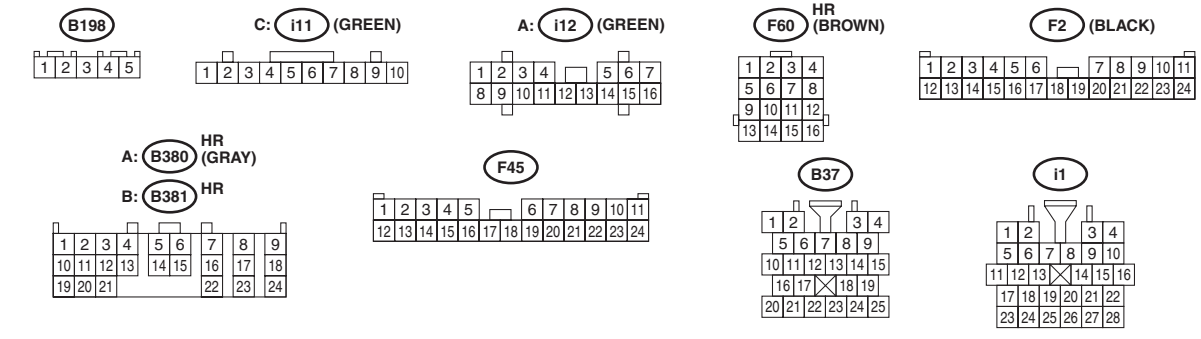 B198
1 2 3 4 5
C: i11 (GREEN)
1 2 3 4 5 6 7 8 9 10
A: i12 (GREEN)
1 2 3 4 5 6 7
8 9 10 11 12 13 14 15 16
F60 HR (BROWN)
1 2 3 4
5 6 7 8
9 10 11 12
13 14 15 16
F2 (BLACK)
1 2 3 4 5 6 7 8 9 10 11
12 13 14 15 16 17 18 19 20 21 22 23 24
A: B380 HR (GRAY)
B: B381 HR
1 2 3 4 5 6 7 8 9
10 11 12 13 14 15 16 17 18
19 20 21 22 23 24
F45
1 2 3 4 5 6 7 8 9 10 11
12 13 14 15 16 17 18 19 20 21 22 23 24
B37
1 2 3 4
5 6 7 8 9
10 11 12 13 14 15
16 17 18 19
20 21 22 23 24 25
i1
1 2 3 4
5 6 7 8 9 10
11 12 13 14 15 16
17 18 19 20 21 22
23 24 25 26 27 28